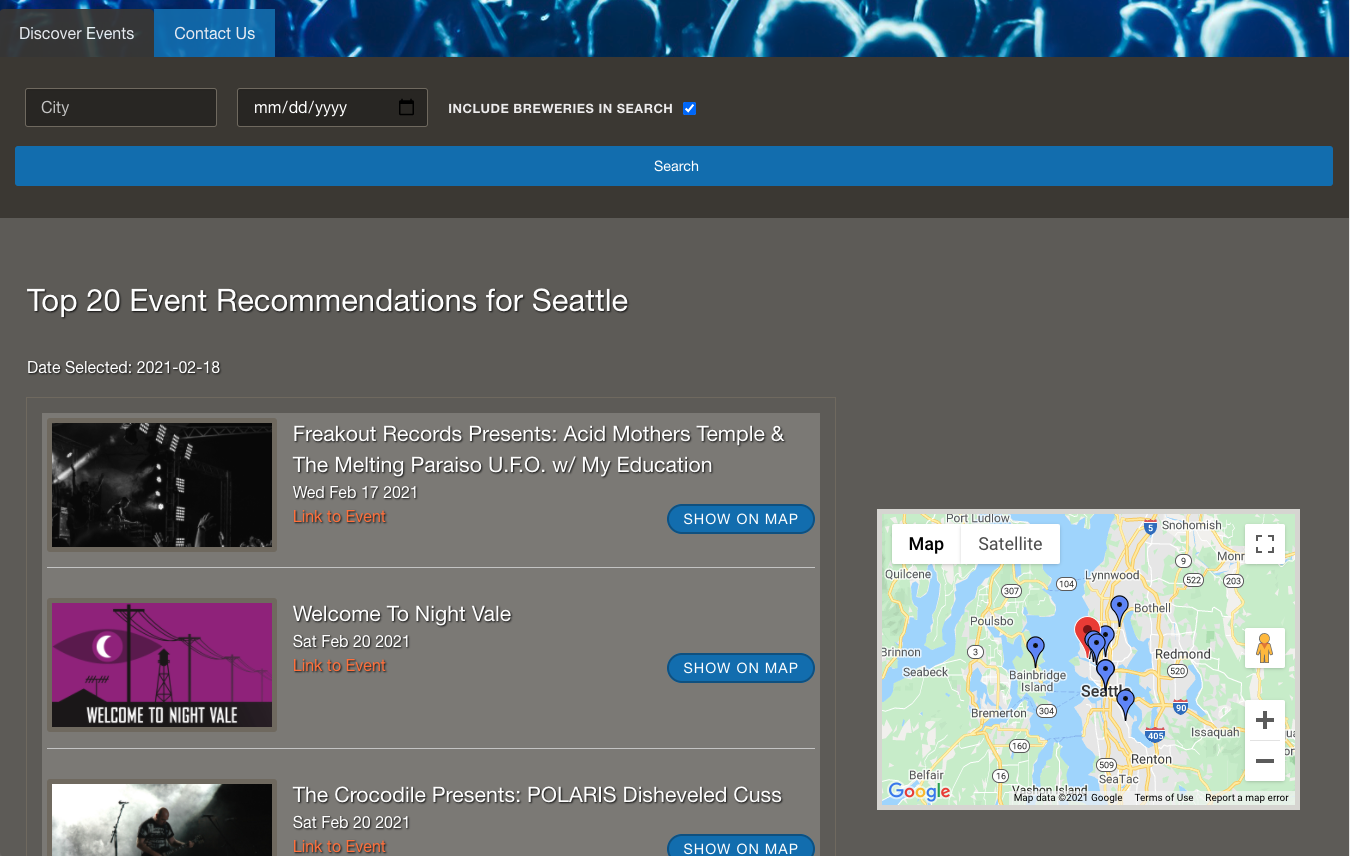 Discover Events
Contact Us
City
mm/dd/yyyy
INCLUDE BREWERIES IN SEARCH
Search
Top 20 Event Recommendations for Seattle
Date Selected: 2021-02-18
Freakout Records Presents: Acid Mothers Temple &
The Melting Paraiso U.F.O. w/ My Education
Wed Feb 17 2021
Link to Event
SHOW ON MAP
WELCOME TO NIGHT VALE
Welcome To Night Vale
Sat Feb 20 2021
Link to Event
SHOW ON MAP
The Crocodile Presents: POLARIS Disheveled Cuss
Sat Feb 20 2021
Link to Event
SHOW ON MAP
Port Ludlow
5
Snohomish
Map
Satellite
9
Monr
Quilcene
104
Lynnwood
522
203
307
Bothell
Poulsbo
Brinnon
3
Redmond
Seabeck
Bainbridge
Island
520
Seattl
Bremerton
304
90
405
Issaquah
160
Renton
509
Belfair
16
SeaTac
Vashon Island
Google
Map data ©2021 Google
Terms of Use
Report a map error